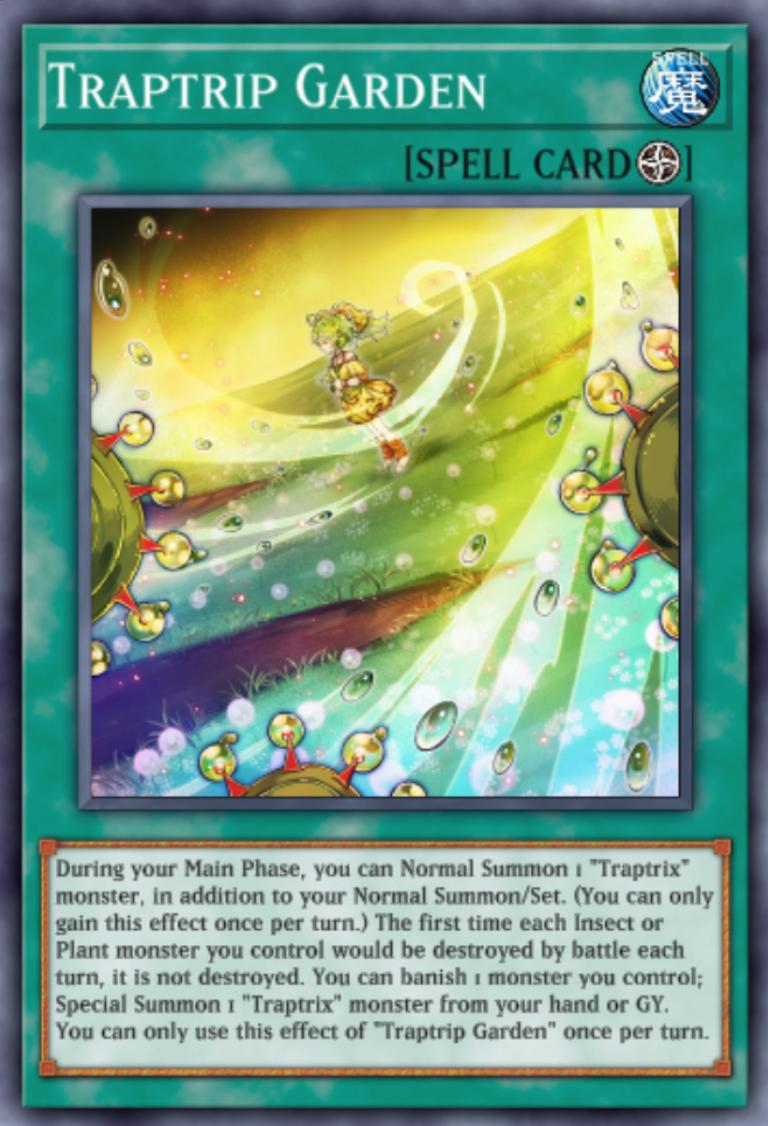 TRAPTRIP GARDEN
SPELL
魔
[SPELL CARD]
During your Main Phase, you can Normal Summon 1 "Traptrix"
monster, in addition to your Normal Summon/Set. (You can only
gain this effect once per turn.) The first time each Insect or
Plant monster you control would be destroyed by battle each
turn, it is not destroyed. You can banish 1 monster you control;
Special Summon 1 "Traptrix" monster from your hand or GY.
You can only use this effect of "Traptrip Garden" once per turn.